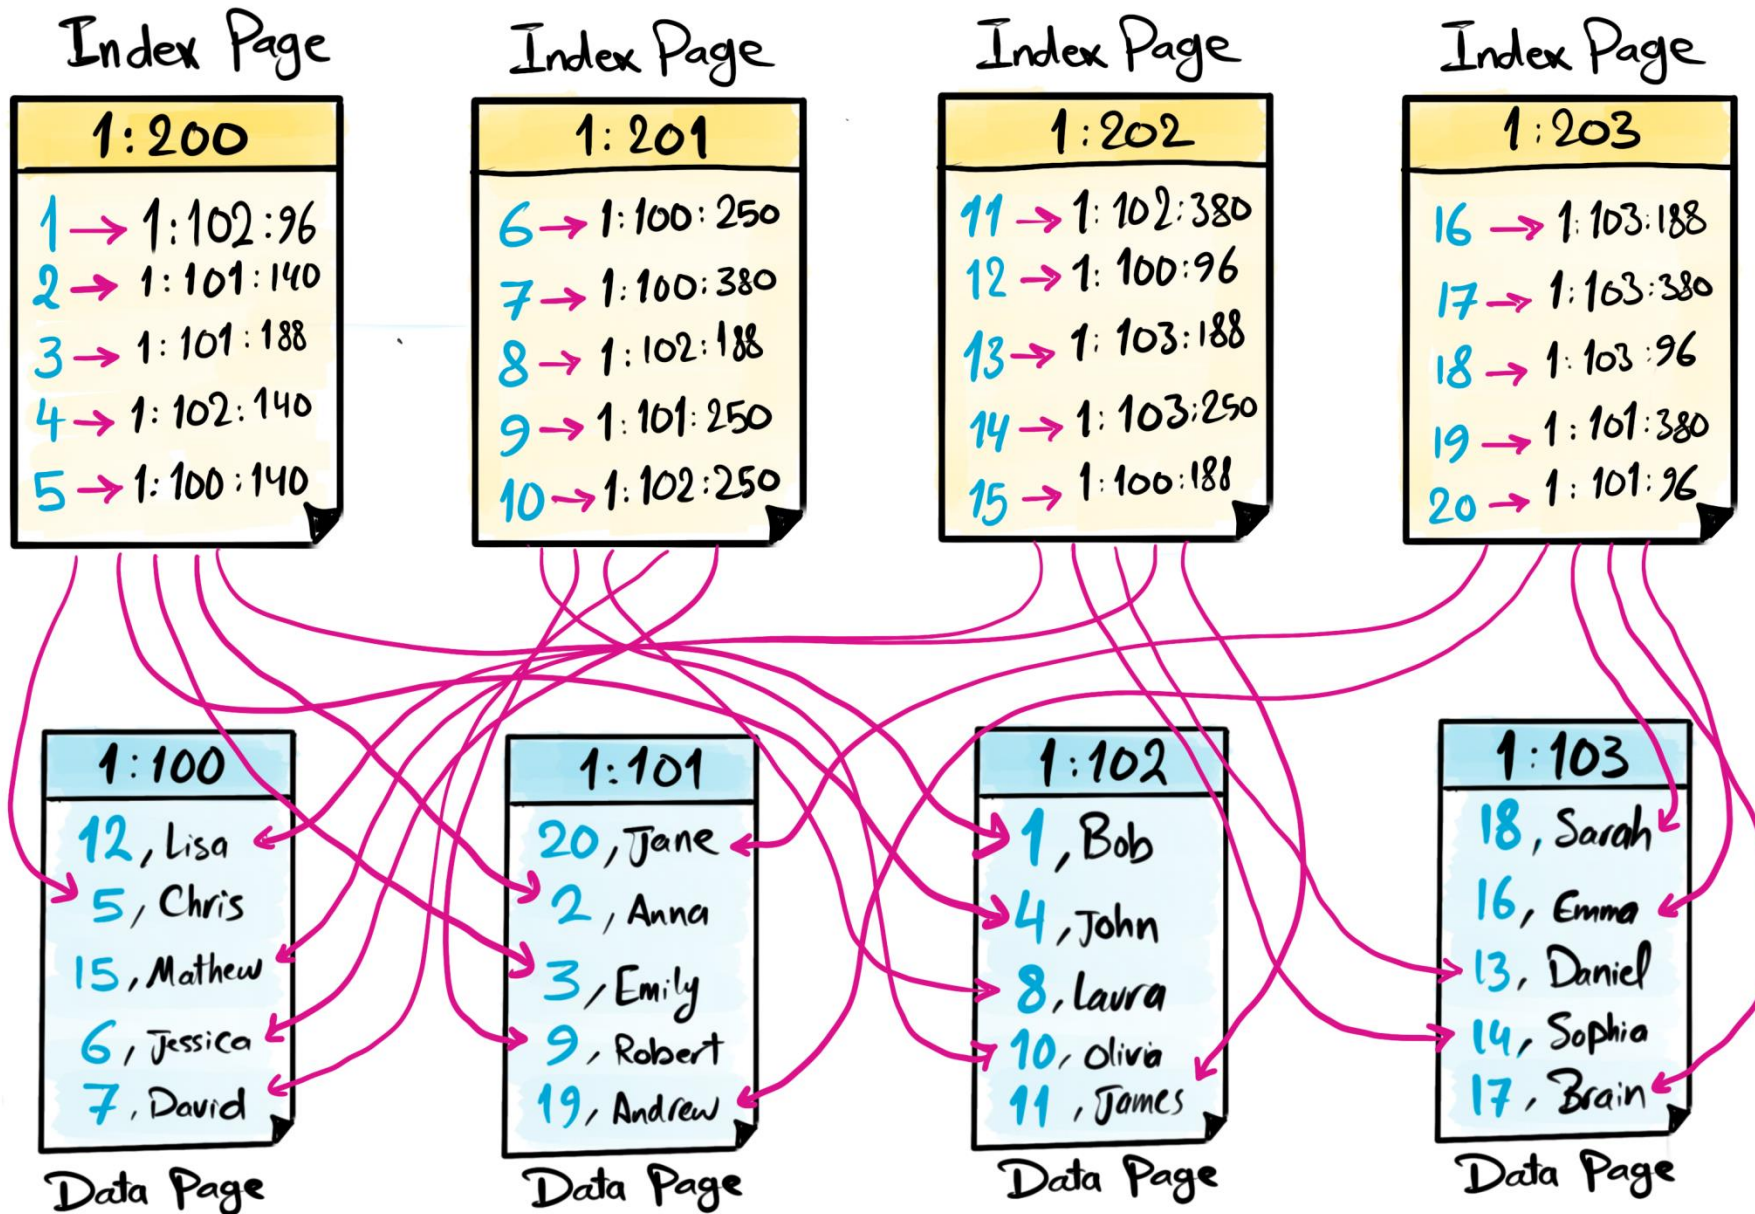 Index Page
1:200
1 → 1:102:96
2 → 1:101:140
3 → 1:101:188
4 → 1:102:140
5 → 1:100:140
Index Page
1:201
6 → 1:100:250
7 → 1:100:380
8 → 1:102:188
9 → 1:101:250
10 → 1:102:250
Index Page
1:202
11 → 1:102:380
12 → 1:100:96
13 → 1:103:188
14 → 1:103:250
15 → 1:100:188
Index Page
1:203
16 → 1:103:188
17 → 1:103:380
18 → 1:103:96
19 → 1:101:380
20 → 1:101:96
1:100
12, Lisa
5, Chris
15, Mathew
6, Jessica
7, David
Data Page
1:101
20, Jane
2, Anna
3, Emily
9, Robert
19, Andrew
Data Page
1:102
1, Bob
4, John
8, Laura
10, Olivia
11, James
Data Page
1:103
18, Sarah
16, Emma
13, Daniel
14, Sophia
17, Brain
Data Page